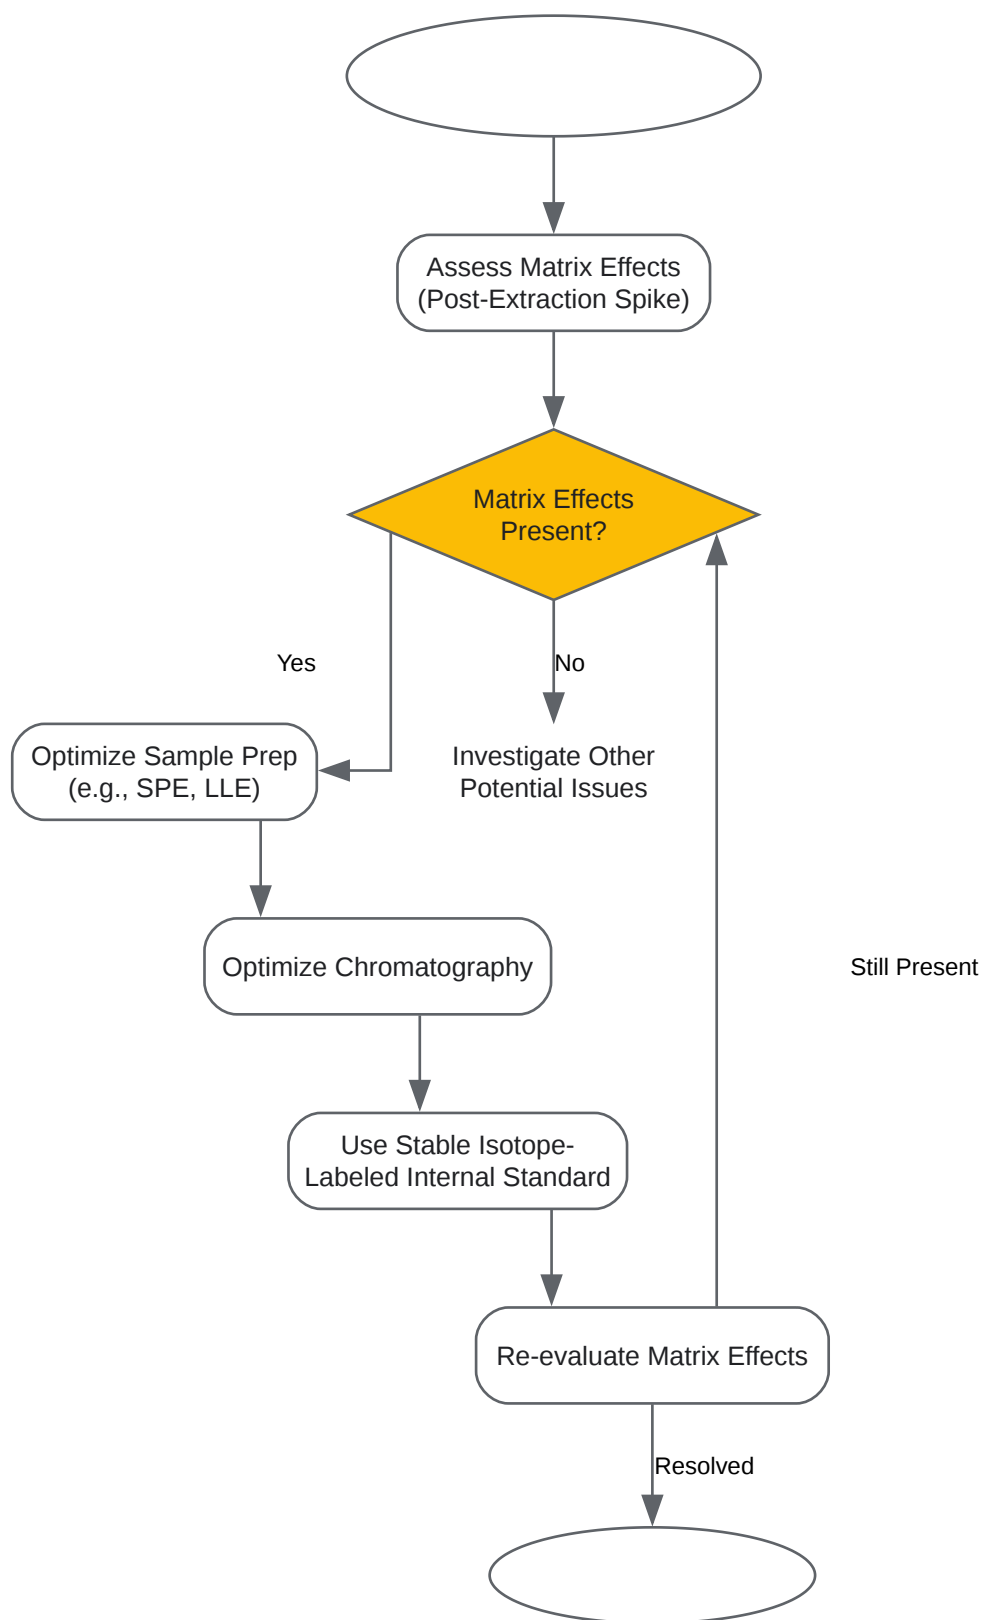 Assess Matrix Effects
(Post-Extraction Spike)
Matrix Effects
Present?
Yes
No
Optimize Sample Prep
(e.g., SPE, LLE)
Investigate Other
Potential Issues
Optimize Chromatography
Still Present
Use Stable Isotope-
Labeled Internal Standard
Re-evaluate Matrix Effects
Resolved